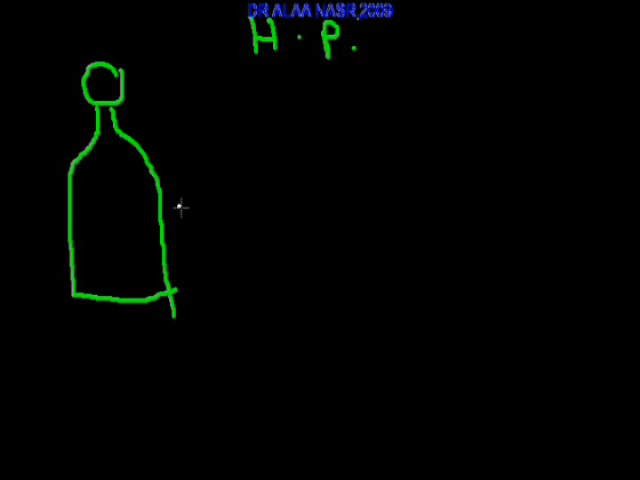 DR ALAA NASR,2009
H . P .